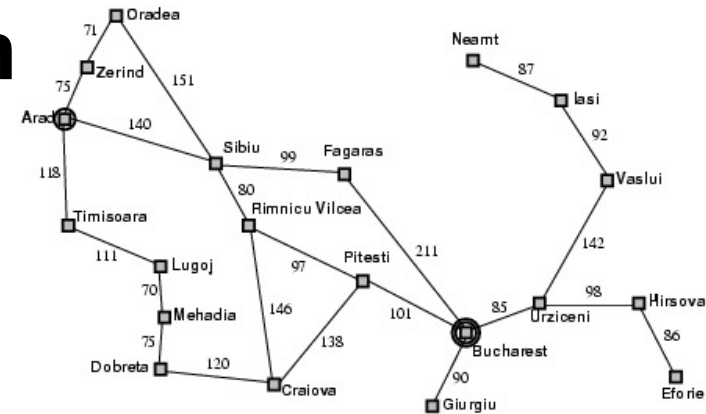 n
Oradea
71
Neamt
Zerind
87
75
151
Iasi
Arad
140
92
Sibiu
99
Fagaras
118
80
Vaslui
Timisoara
Rimnicu Vilcea
111
Lugoj
97
Pitesti
211
142
70
146
101
85
98
Hirsova
Mehadia
138
Urziceni
75
86
Dobreta
120
Bucharest
90
Craiova
Giurgiu
Eforie